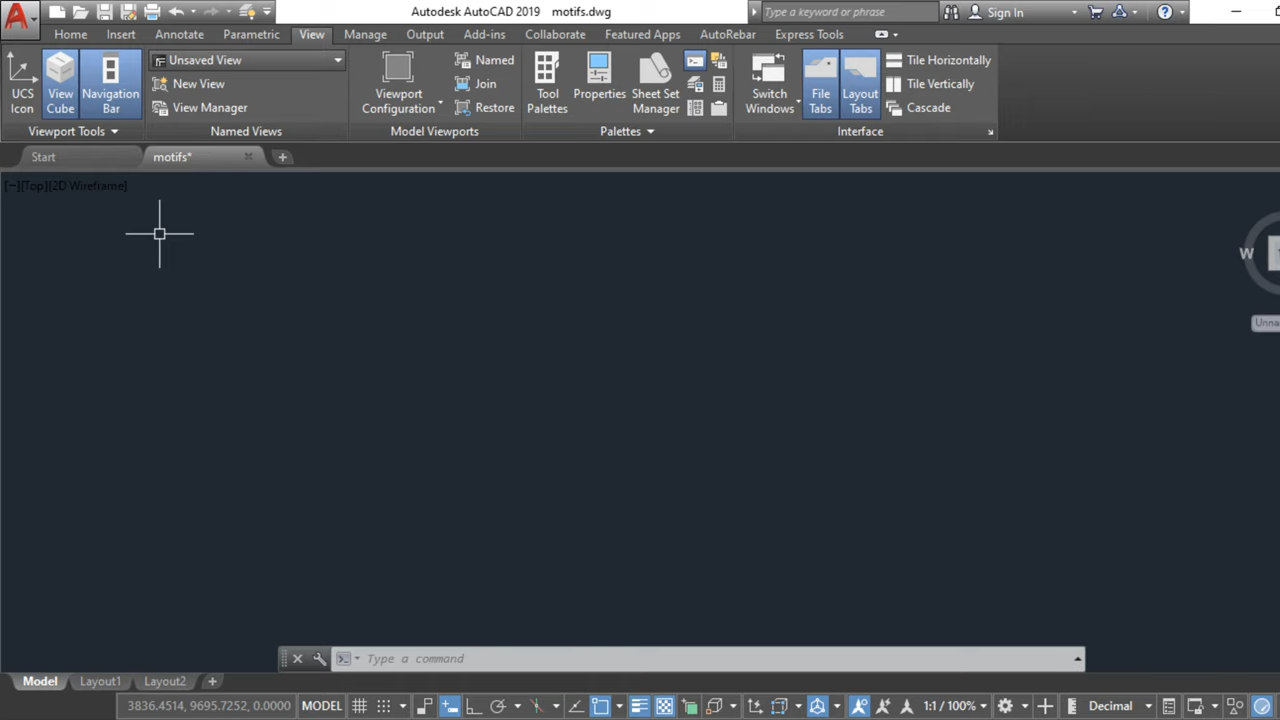 Autodesk AutoCAD 2019 motifs.dwg
Type a keyword or phrase
Sign In
Home Insert Annotate Parametric View Manage Output Add-ins Collaborate Featured Apps AutoRebar Express Tools
UCS Icon
View Cube
Navigation Bar
Viewport Tools
Unsaved View
New View
View Manager
Named Views
Viewport Configuration
Named
Join
Restore
Model Viewports
Tool Palettes
Properties
Sheet Set Manager
Palettes
Switch Windows
File Tabs
Layout Tabs
Tile Horizontally
Tile Vertically
Cascade
Interface
Start motifs*
[−][Top][2D Wireframe]
W
Unna
Type a command
Model Layout1 Layout2
3836.4514, 9695.7252, 0.0000 MODEL 1:1 / 100% Decimal